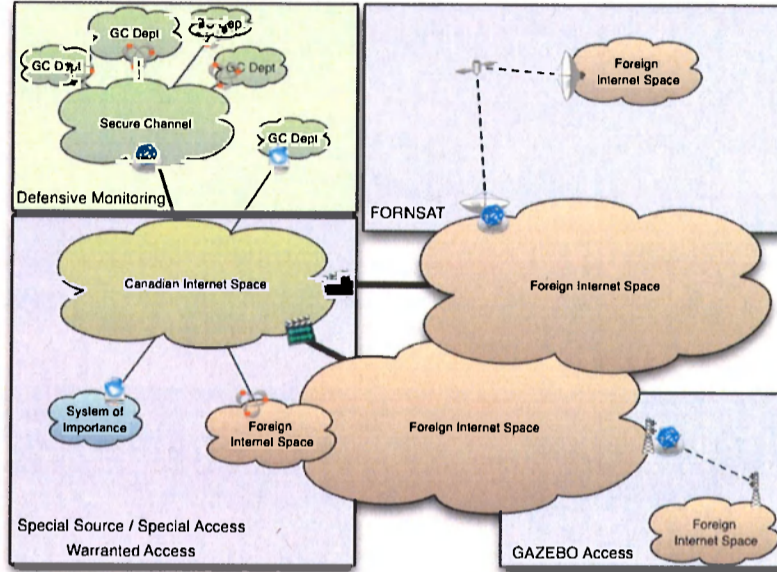 GC Dept
GC Dept
GC Dept
Secure Channel
GC Dept
Defensive Monitoring
Foreign
Internet Space
FORNSAT
Canadian Internet Space
Foreign Internet Space
System of
Importance
Foreign
Internet Space
Foreign Internet Space
Special Source / Special Access
Warranted Access
Foreign
Internet Space
GAZEBO Access